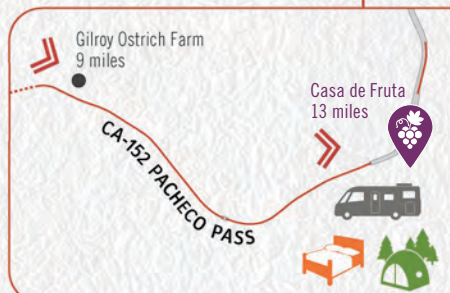 Gilroy Ostrich Farm
9 miles
Casa de Fruta
13 miles
CA-152 PACHECO PASS